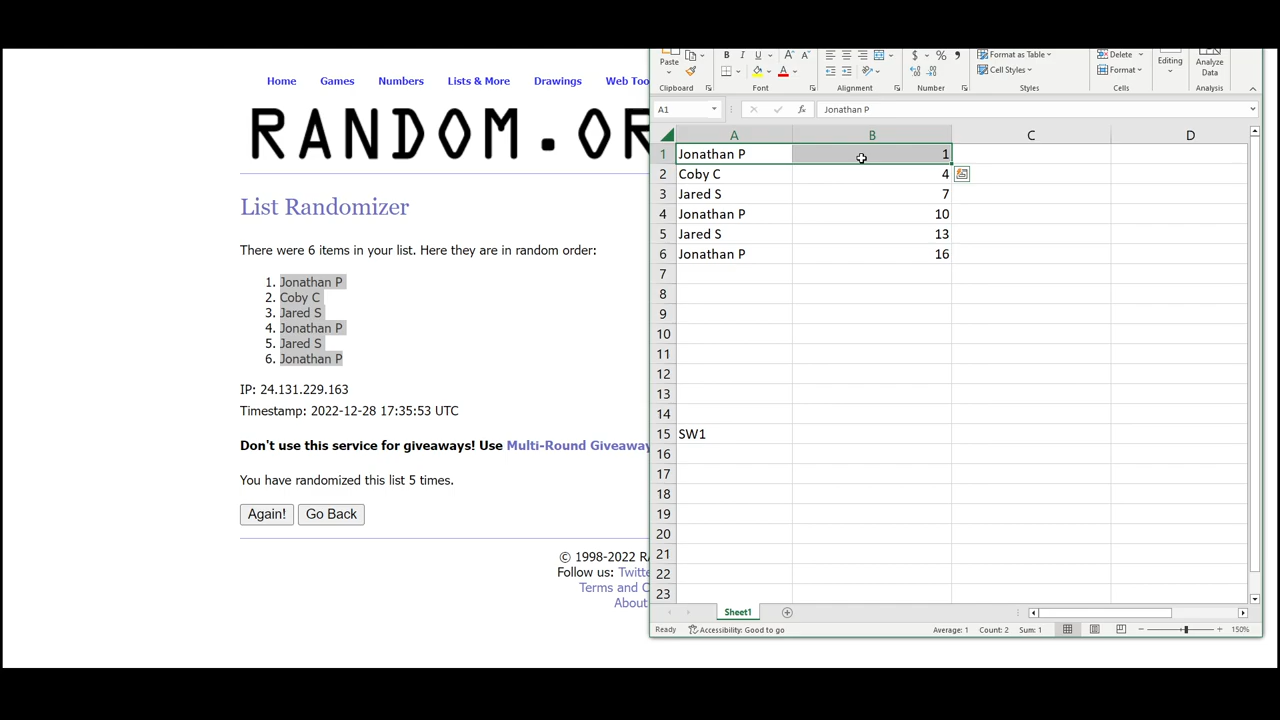 Home Games Numbers Lists & More Drawings Web Too
RANDOM.OR
List Randomizer
There were 6 items in your list. Here they are in random order:
1. Jonathan P
2. Coby C
3. Jared S
4. Jonathan P
5. Jared S
6. Jonathan P
IP: 24.131.229.163
Timestamp: 2022-12-28 17:35:53 UTC
Don't use this service for giveaways! Use Multi-Round Giveaway
You have randomized this list 5 times.
Again! Go Back
© 1998-2022 RA
Follow us: Twitte
Terms and C
About
Paste B I U A A $ % Format as Table Delete Editing Analyze
Cell Styles Format Data
Clipboard Font Alignment Number Styles Cells Analysis
A1 fx Jonathan P
A B C D
1 Jonathan P 1
2 Coby C 4
3 Jared S 7
4 Jonathan P 10
5 Jared S 13
6 Jonathan P 16
7
8
9
10
11
12
13
14
15 SW1
16
17
18
19
20
21
22
23
Sheet1
Ready Accessibility: Good to go Average: 1 Count: 2 Sum: 1 150%